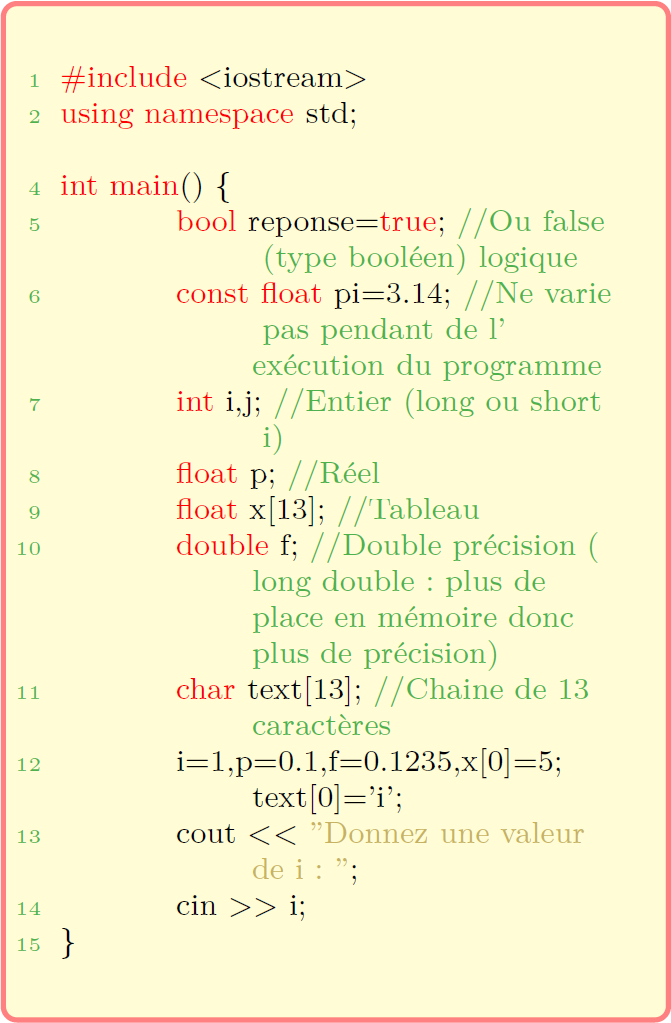 1 #include <iostream>
2 using namespace std;
4 int main() {
5 bool reponse=true; //Ou false
(type booléen) logique
6 const float pi=3.14; //Ne varie
pas pendant de l'
exécution du programme
7 int i,j; //Entier (long ou short
i)
8 float p; //Réel
9 float x[13]; //Tableau
10 double f; //Double précision (
long double : plus de
place en mémoire donc
plus de précision)
11 char text[13]; //Chaine de 13
caractères
12 i=1,p=0.1,f=0.1235,x[0]=5;
text[0]='i';
13 cout << ”Donnez une valeur
de i : ”;
14 cin >> i;
15 }